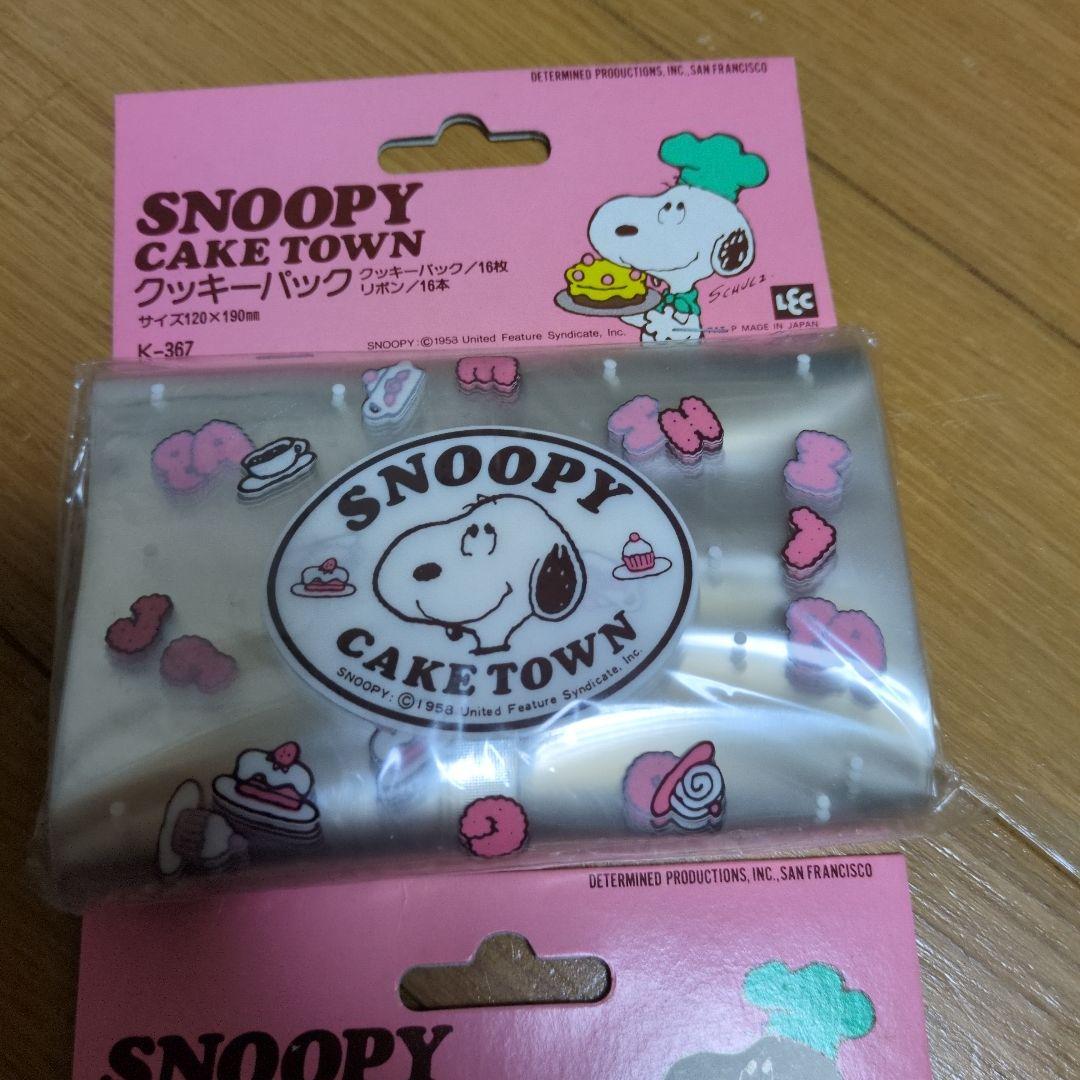 DETERMINED PRODUCTIONS, INC., SAN FRANCISCO
SNOOPY
CAKE TOWN
クッキーパック
クッキーパック/16枚
リボン/16本
サイズ120×190㎜
K-367
SCHULZ
LEC
MADE IN JAPAN
SNOOPY:©1958 United Feature Syndicate, Inc.
SNOOPY
CAKE TOWN
SNOOPY:©1958 United Feature Syndicate, Inc.
DETERMINED PRODUCTIONS, INC., SAN FRANCISCO
SNOOPY